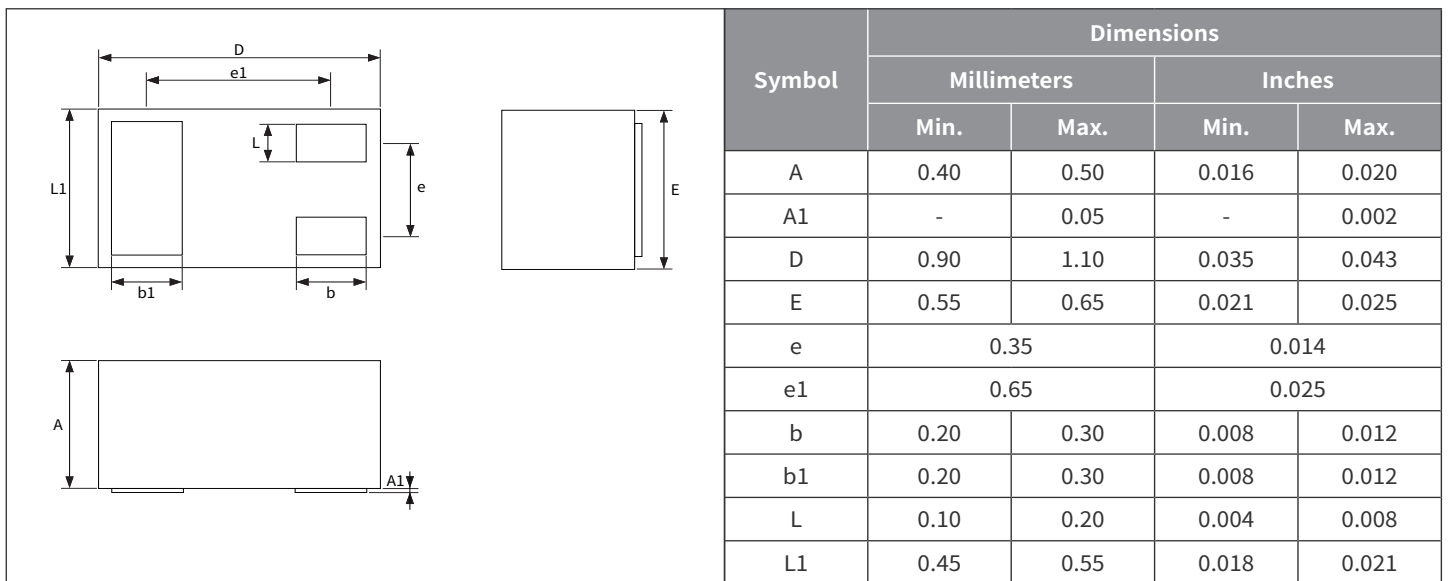 D
e1
L
L1
e
E
b1
b
A
A1
Symbol Dimensions
Millimeters Inches
Min. Max. Min. Max.
A 0.40 0.50 0.016 0.020
A1 - 0.05 - 0.002
D 0.90 1.10 0.035 0.043
E 0.55 0.65 0.021 0.025
e 0.35 0.014
e1 0.65 0.025
b 0.20 0.30 0.008 0.012
b1 0.20 0.30 0.008 0.012
L 0.10 0.20 0.004 0.008
L1 0.45 0.55 0.018 0.021